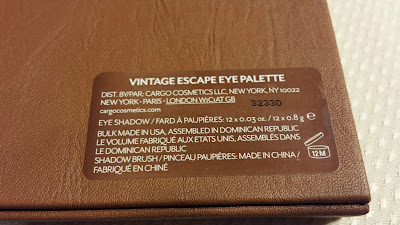 VINTAGE ESCAPE EYE PALETTE
DIST. BY/PAR: CARGO COSMETICS LLC, NEW YORK, NY 10022
NEW YORK - PARIS - LONDON W1C1AT GB
cargocosmetics.com
32330
EYE SHADOW / FARD À PAUPIÈRES: 12 x 0.03 oz. / 12 x 0.8 g e
BULK MADE IN USA, ASSEMBLED IN DOMINICAN REPUBLIC
LE VOLUME FABRIQUÉ AUX ETATS UNIS, ASSEMBLÉS DANS
LE DOMINICAN REPUBLIC
SHADOW BRUSH / PINCEAU PAUPIÈRES: MADE IN CHINA /
FABRIQUÉ EN CHINE
12 M